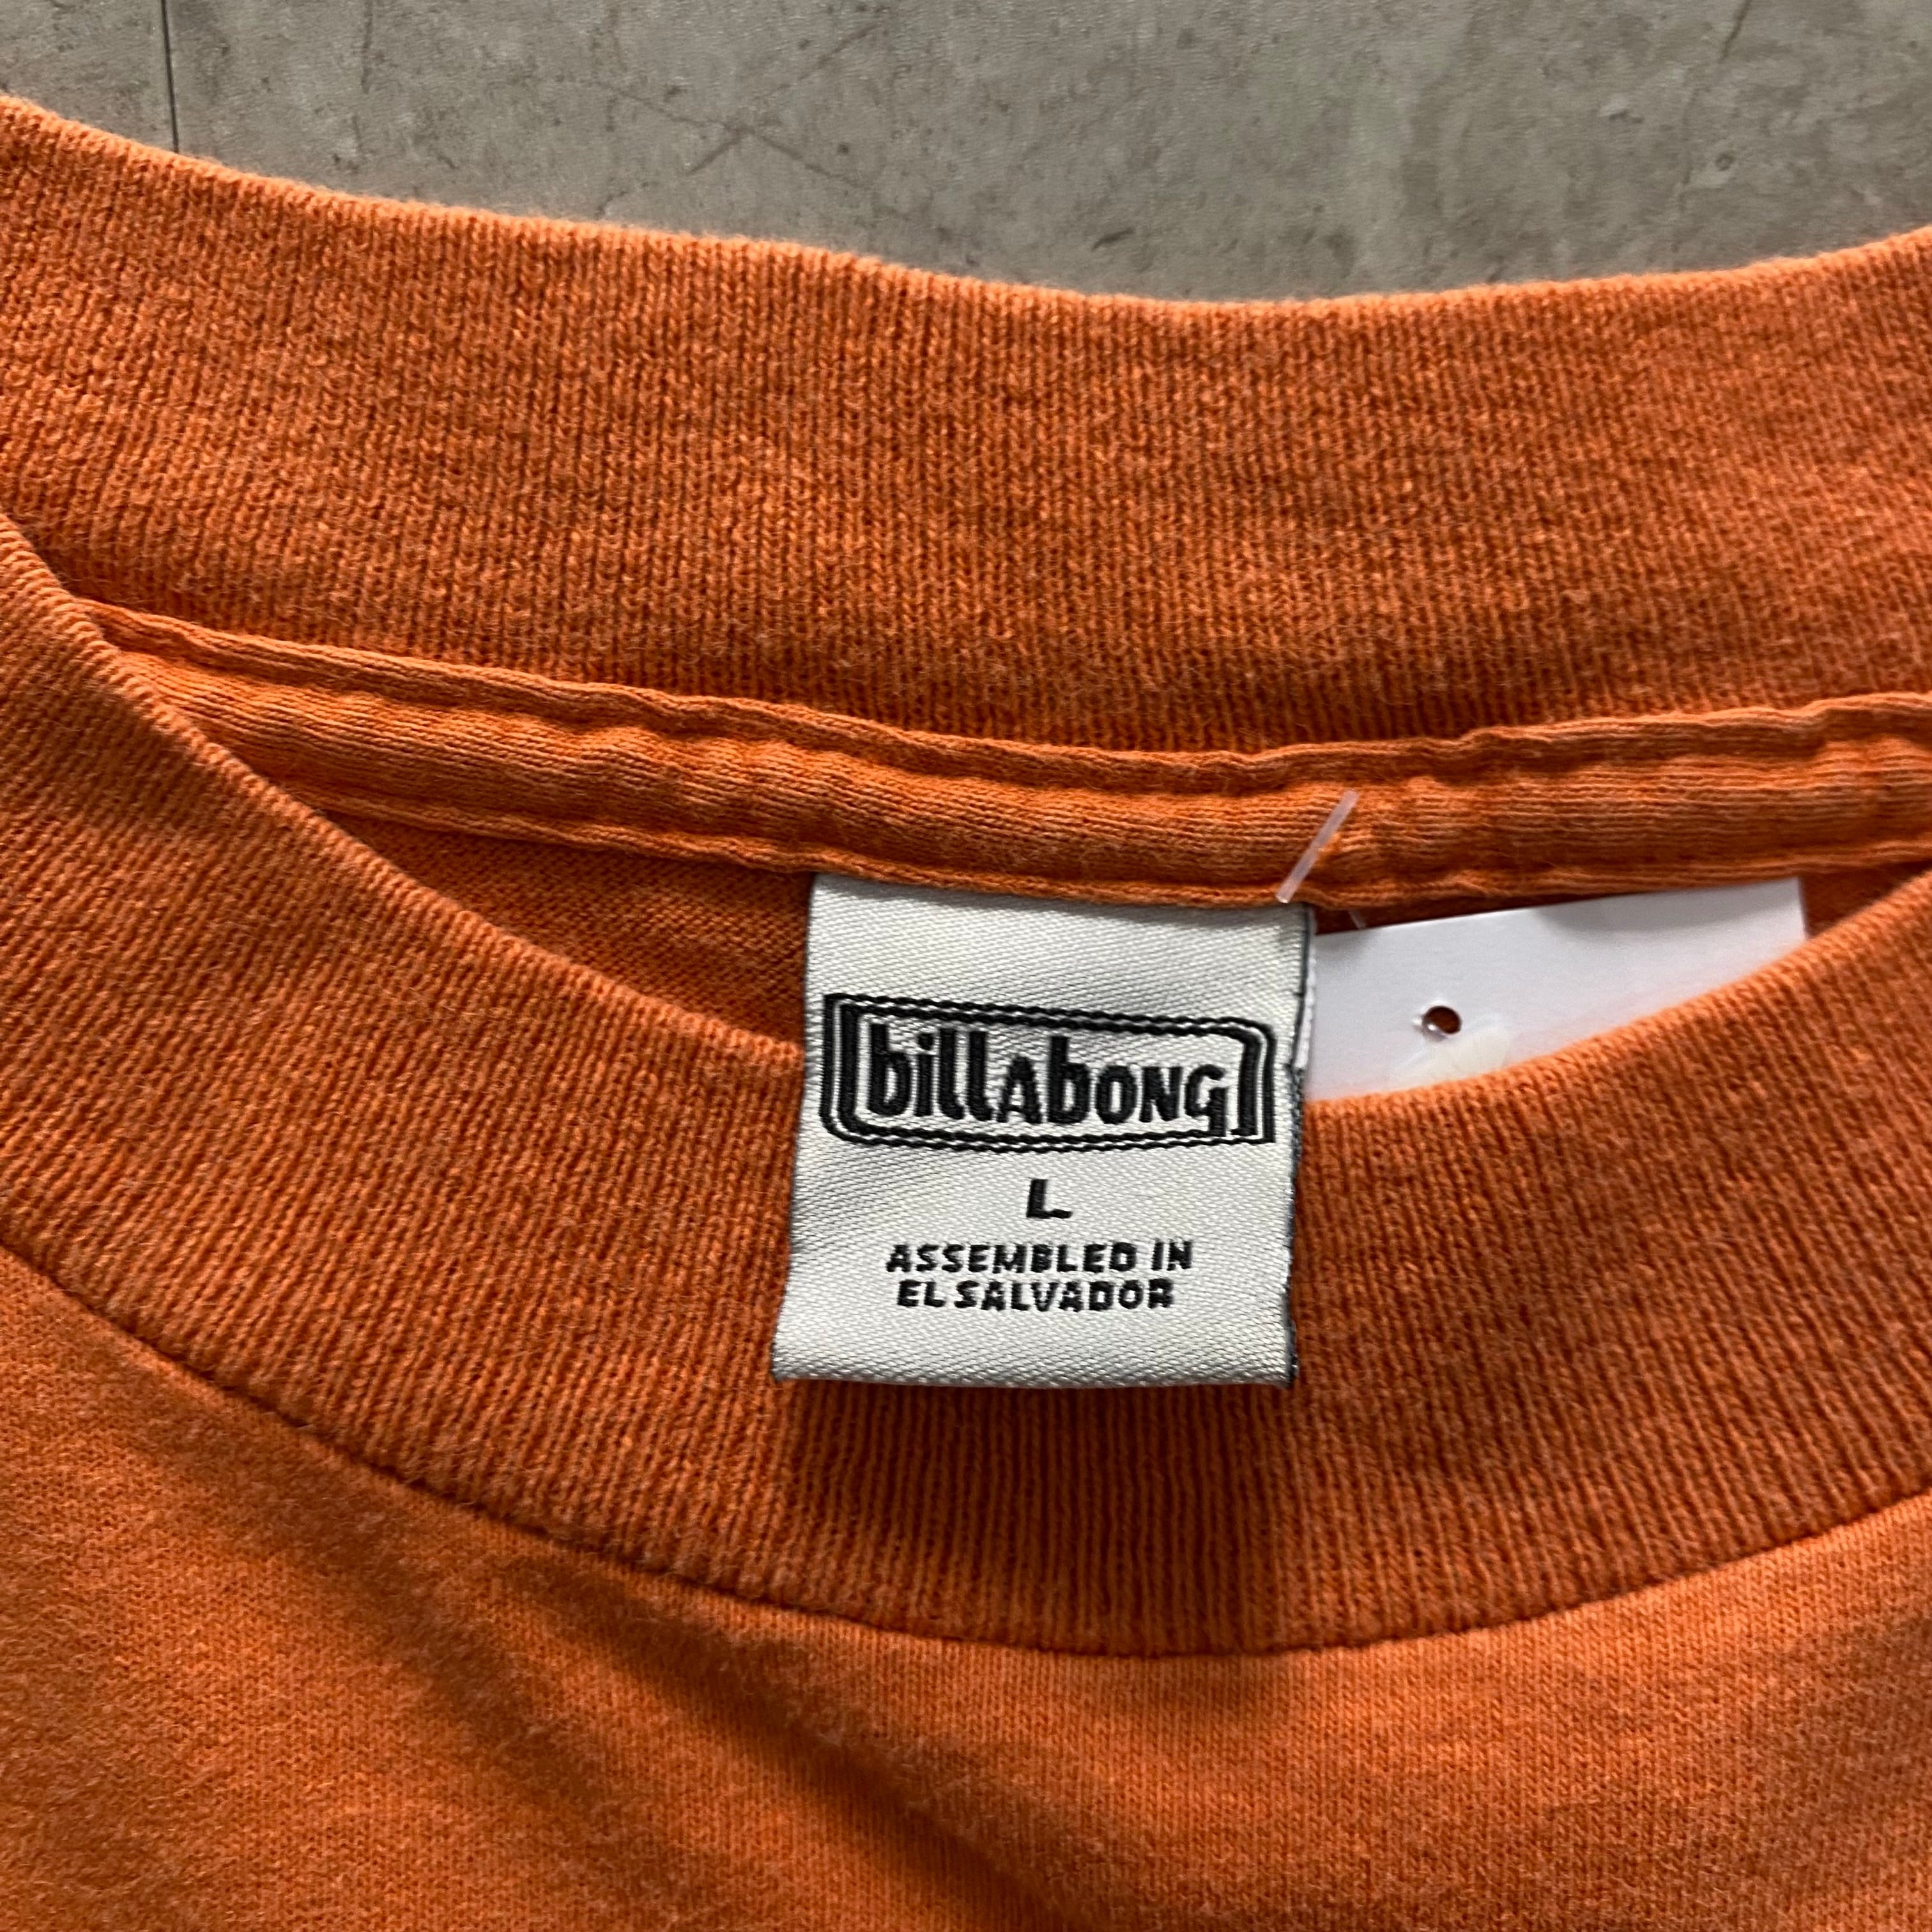 billAbONG
L
ASSEMBLED IN
EL SALVADOR